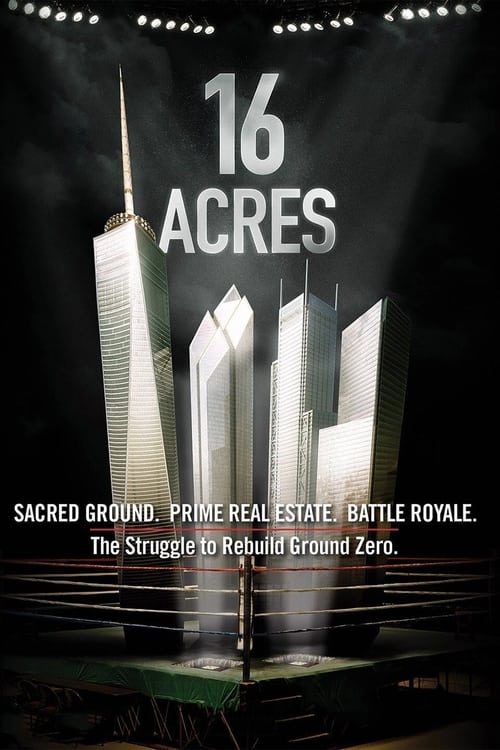 16
ACRES
SACRED GROUND. PRIME REAL ESTATE. BATTLE ROYALE.
The Struggle to Rebuild Ground Zero.